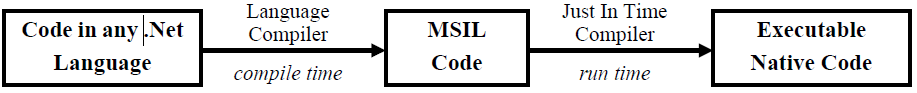 Code in any .Net
Language
Language
Compiler
compile time
MSIL
Code
Just In Time
Compiler
run time
Executable
Native Code